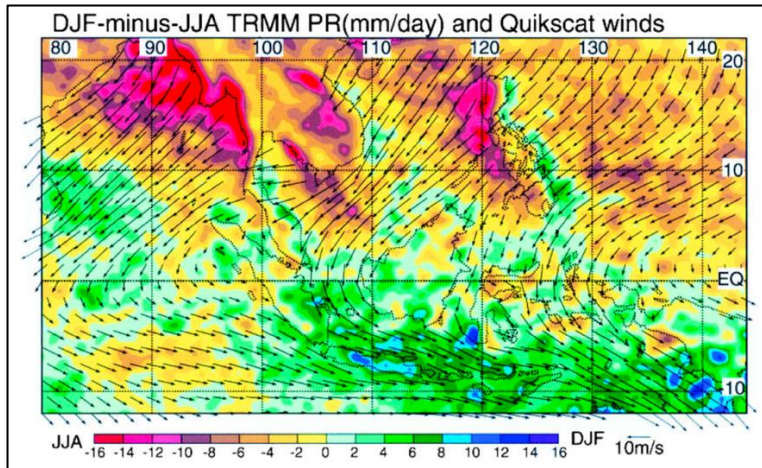 DJF-minus-JJA TRMM PR(mm/day) and Quikscat winds
80 90 100 110 120 130 140
20
10
EQ
10
JJA DJF
-16 -14 -12 -10 -8 -6 -4 -2 0 2 4 6 8 10 12 14 16
10m/s